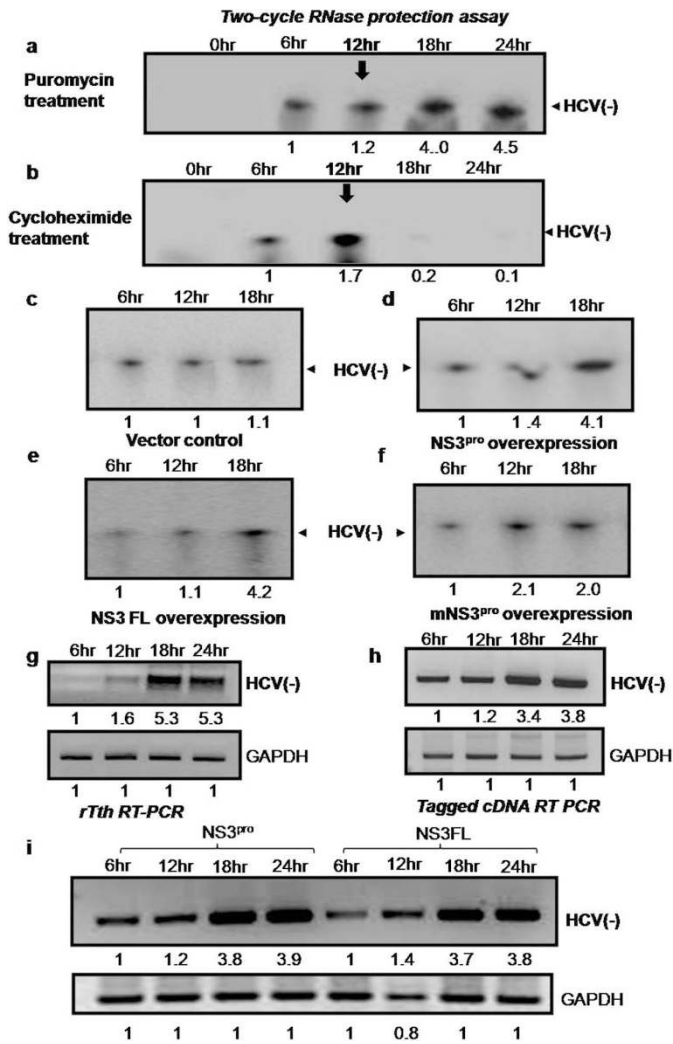 Two-cycle RNase protection assay
0hr 6hr 12hr 18hr 24hr
a
Puromycin
treatment
HCV(-)
1 1.2 4..0 4.5
b
0hr 6hr 12hr 18hr 24hr
Cycloheximide
treatment
HCV(-)
1 1.7 0.2 0.1
c
6hr 12hr 18hr
d
6hr 12hr 18hr
HCV(-)
1 1 1.1
Vector control
1 1.4 4.1
NS3pro overexpression
e
6hr 12hr 18hr
f
6hr 12hr 18hr
HCV(-)
1 1.1 4.2
NS3 FL overexpression
1 2.1 2.0
mNS3pro overexpression
g
6hr 12hr 18hr 24hr
HCV(-)
1 1.6 5.3 5.3
GAPDH
1 1 1 1
rTth RT-PCR
h
6hr 12hr 18hr 24hr
HCV(-)
1 1.2 3.4 3.8
GAPDH
1 1 1 1
Tagged cDNA RT PCR
i
NS3pro NS3FL
6hr 12hr 18hr 24hr 6hr 12hr 18hr 24hr
HCV(-)
1 1.2 3.8 3.9 1 1.4 3.7 3.8
GAPDH
1 1 1 1 1 0.8 1 1